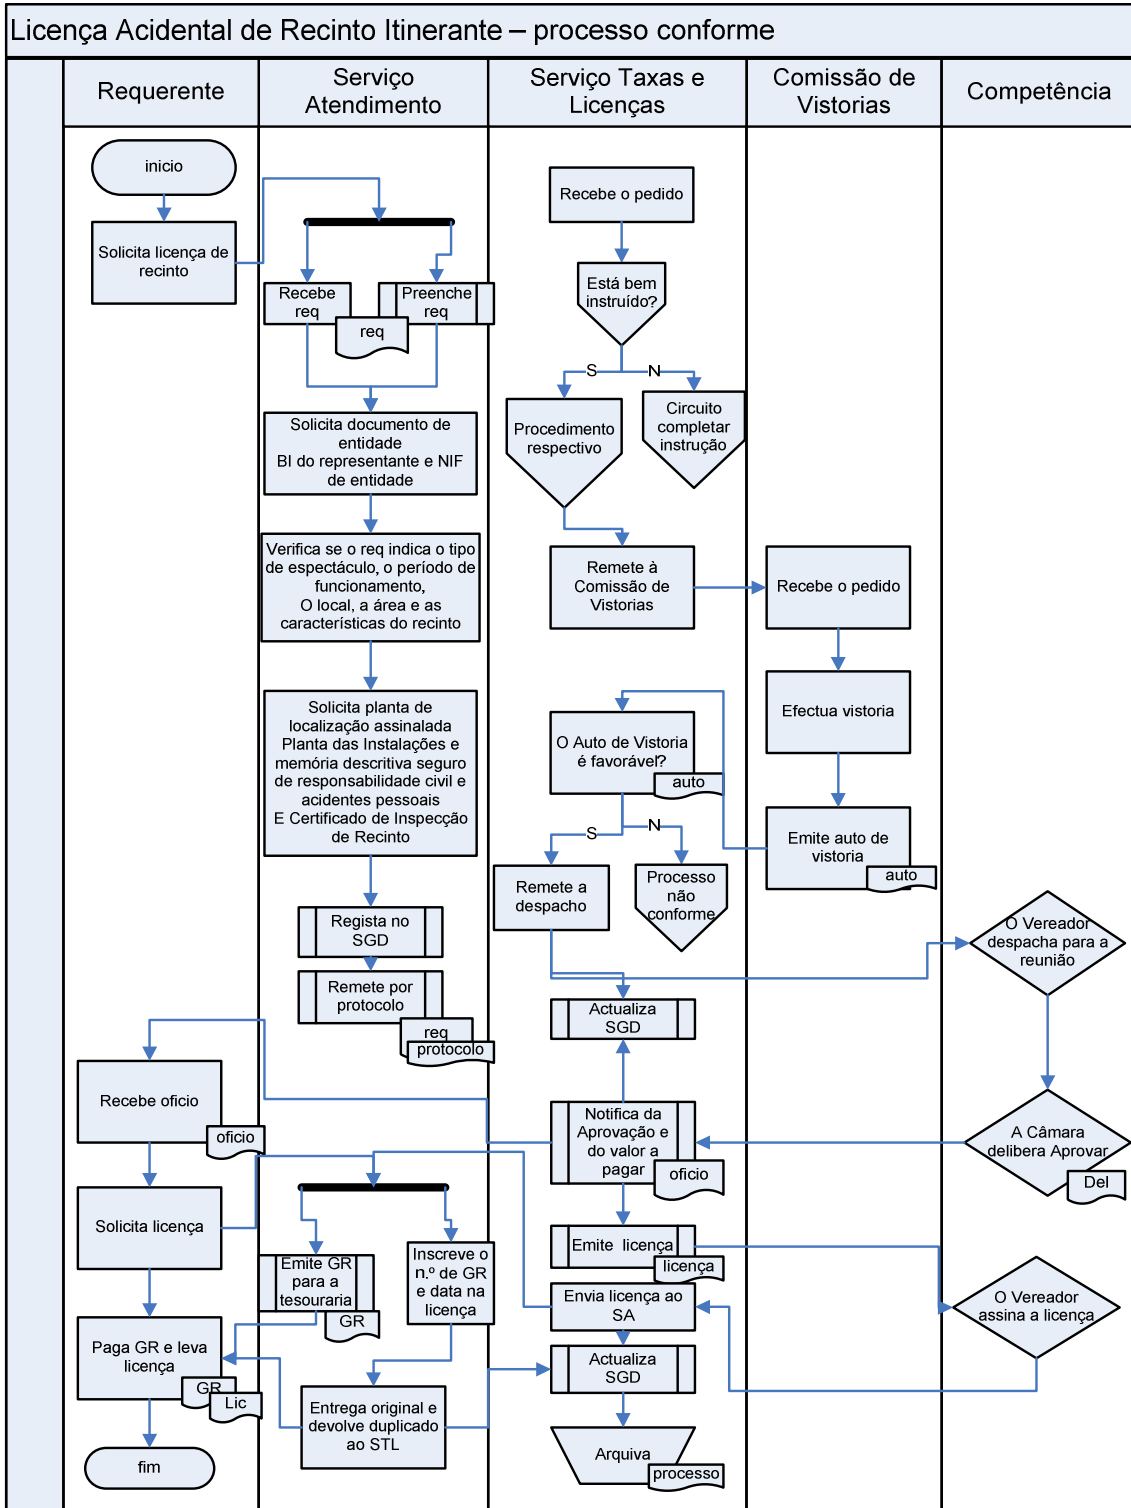 Licença Acidental de Recinto Itinerante – processo conforme
Requerente
Serviço
Atendimento
Serviço Taxas e
Licenças
Comissão de
Vistorias
Competência
inicio
Solicita licença de
recinto
Recebe
req
Preenche
req
req
Solicita documento de
entidade
BI do representante e NIF
de entidade
Verifica se o req indica o tipo
de espectáculo, o período de
funcionamento,
O local, a área e as
características do recinto
Solicita planta de
localização assinalada
Planta das Instalações e
memória descritiva seguro
de responsabilidade civil e
acidentes pessoais
E Certificado de Inspecção
de Recinto
Regista no
SGD
Remete por
protocolo
req
protocolo
Recebe o pedido
Está bem
instruído?
S
N
Procedimento
respectivo
Circuito
completar
instrução
Remete à
Comissão de
Vistorias
Recebe o pedido
Efectua vistoria
Emite auto de
vistoria
auto
O Auto de Vistoria
é favorável?
auto
S
N
Remete a
despacho
Processo
não
conforme
O Vereador
despacha para a
reunião
Actualiza
SGD
A Câmara
delibera Aprovar
Del
Notifica da
Aprovação e
do valor a
pagar
oficio
Recebe oficio
oficio
Solicita licença
Emite licença
licença
O Vereador
assina a licença
Envia licença ao
SA
Emite GR
para a
tesouraria
GR
Inscreve o
n.º de GR
e data na
licença
Paga GR e leva
licença
GR
Lic
Entrega original e
devolve duplicado
ao STL
Actualiza
SGD
Arquiva
processo
fim